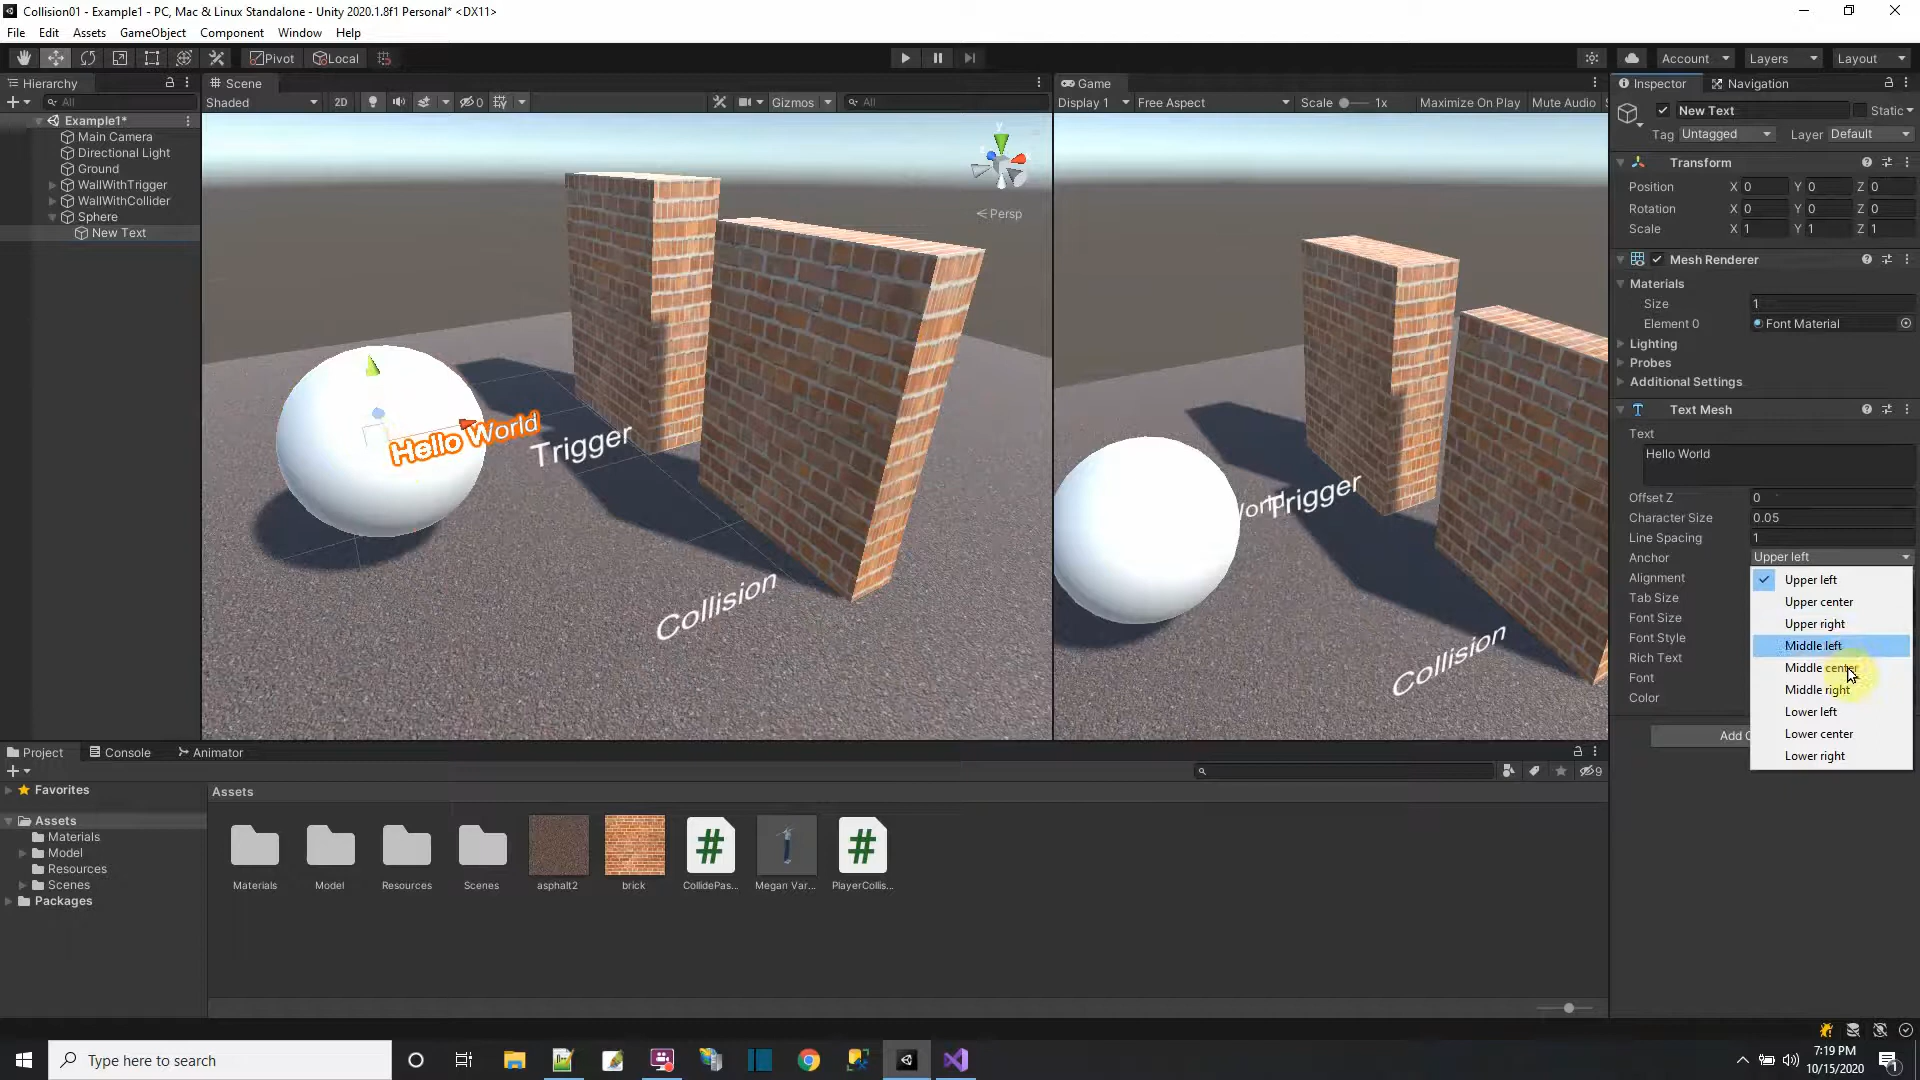 Collision01 - Example1 - PC, Mac & Linux Standalone - Unity 2020.1.8f1 Personal* <DX11>
File Edit Assets GameObject Component Window Help
Pivot Local Account Layers Layout
Hierarchy
All
Example1*
Main Camera
Directional Light
Ground
WallWithTrigger
WallWithCollider
Sphere
New Text
Scene
Shaded 2D 0 Gizmos All
Persp
Hello World
Trigger
Collision
Game
Display 1 Free Aspect Scale 1x Maximize On Play Mute Audio
Trigger
Collision
Inspector Navigation
New Text Static
Tag Untagged Layer Default
Transform
Position X 0 Y 0 Z 0
Rotation X 0 Y 0 Z 0
Scale X 1 Y 1 Z 1
Mesh Renderer
Materials
Size 1
Element 0 Font Material
Lighting
Probes
Additional Settings
Text Mesh
Text
Hello World
Offset Z 0
Character Size 0.05
Line Spacing 1
Anchor Upper left
Alignment
Tab Size
Font Size
Font Style
Rich Text
Font
Color
Upper left
Upper center
Upper right
Middle left
Middle center
Middle right
Lower left
Lower center
Lower right
Add
Project Console Animator
9
Favorites
Assets
Materials
Model
Resources
Scenes
Packages
Assets
Materials Model Resources Scenes asphalt2 brick CollidePas... Megan Var... PlayerCollis...
Type here to search
7:19 PM
10/15/2020
1